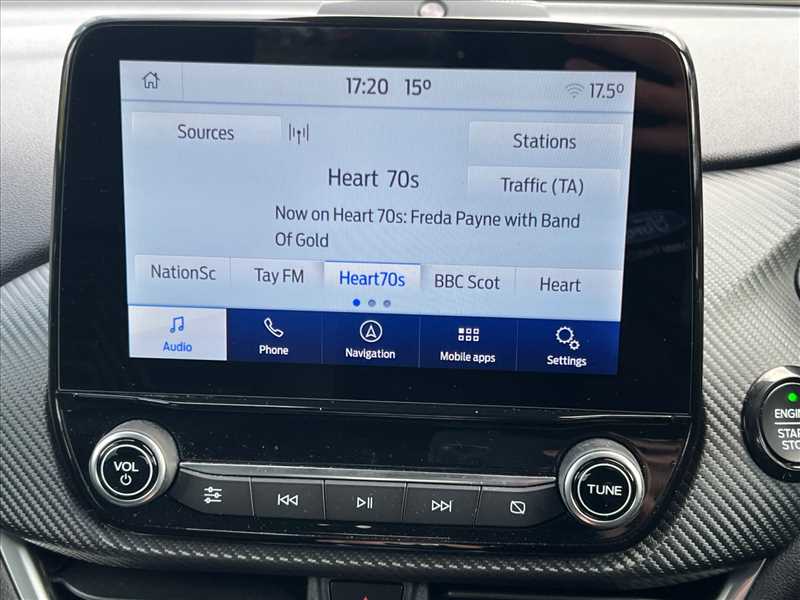 17:20 15º 17.5º
Sources
Stations
Heart 70s
Traffic (TA)
Now on Heart 70s: Freda Payne with Band
Of Gold
NationSc Tay FM Heart70s BBC Scot Heart
Audio Phone Navigation Mobile apps Settings
VOL
TUNE
ENGIN
STAR
STO